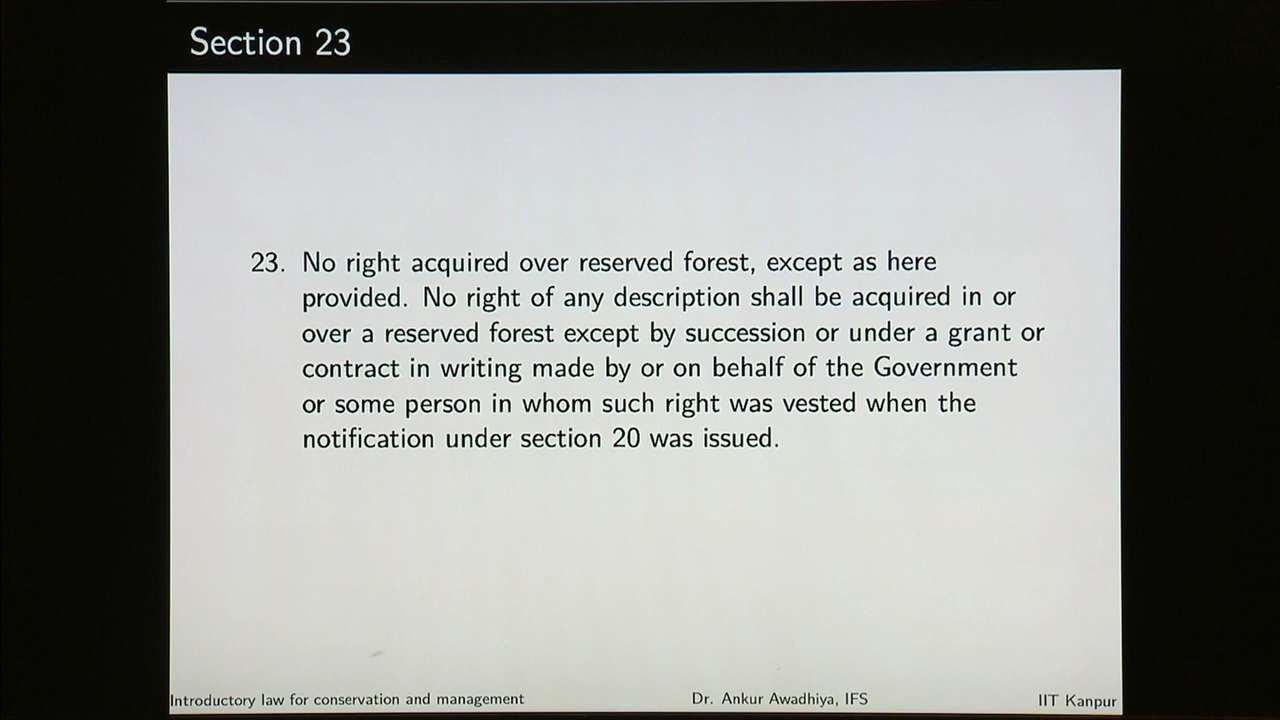 Section 23
23. No right acquired over reserved forest, except as here
provided. No right of any description shall be acquired in or
over a reserved forest except by succession or under a grant or
contract in writing made by or on behalf of the Government
or some person in whom such right was vested when the
notification under section 20 was issued.
Introductory law for conservation and management Dr. Ankur Awadhiya, IFS IIT Kanpur